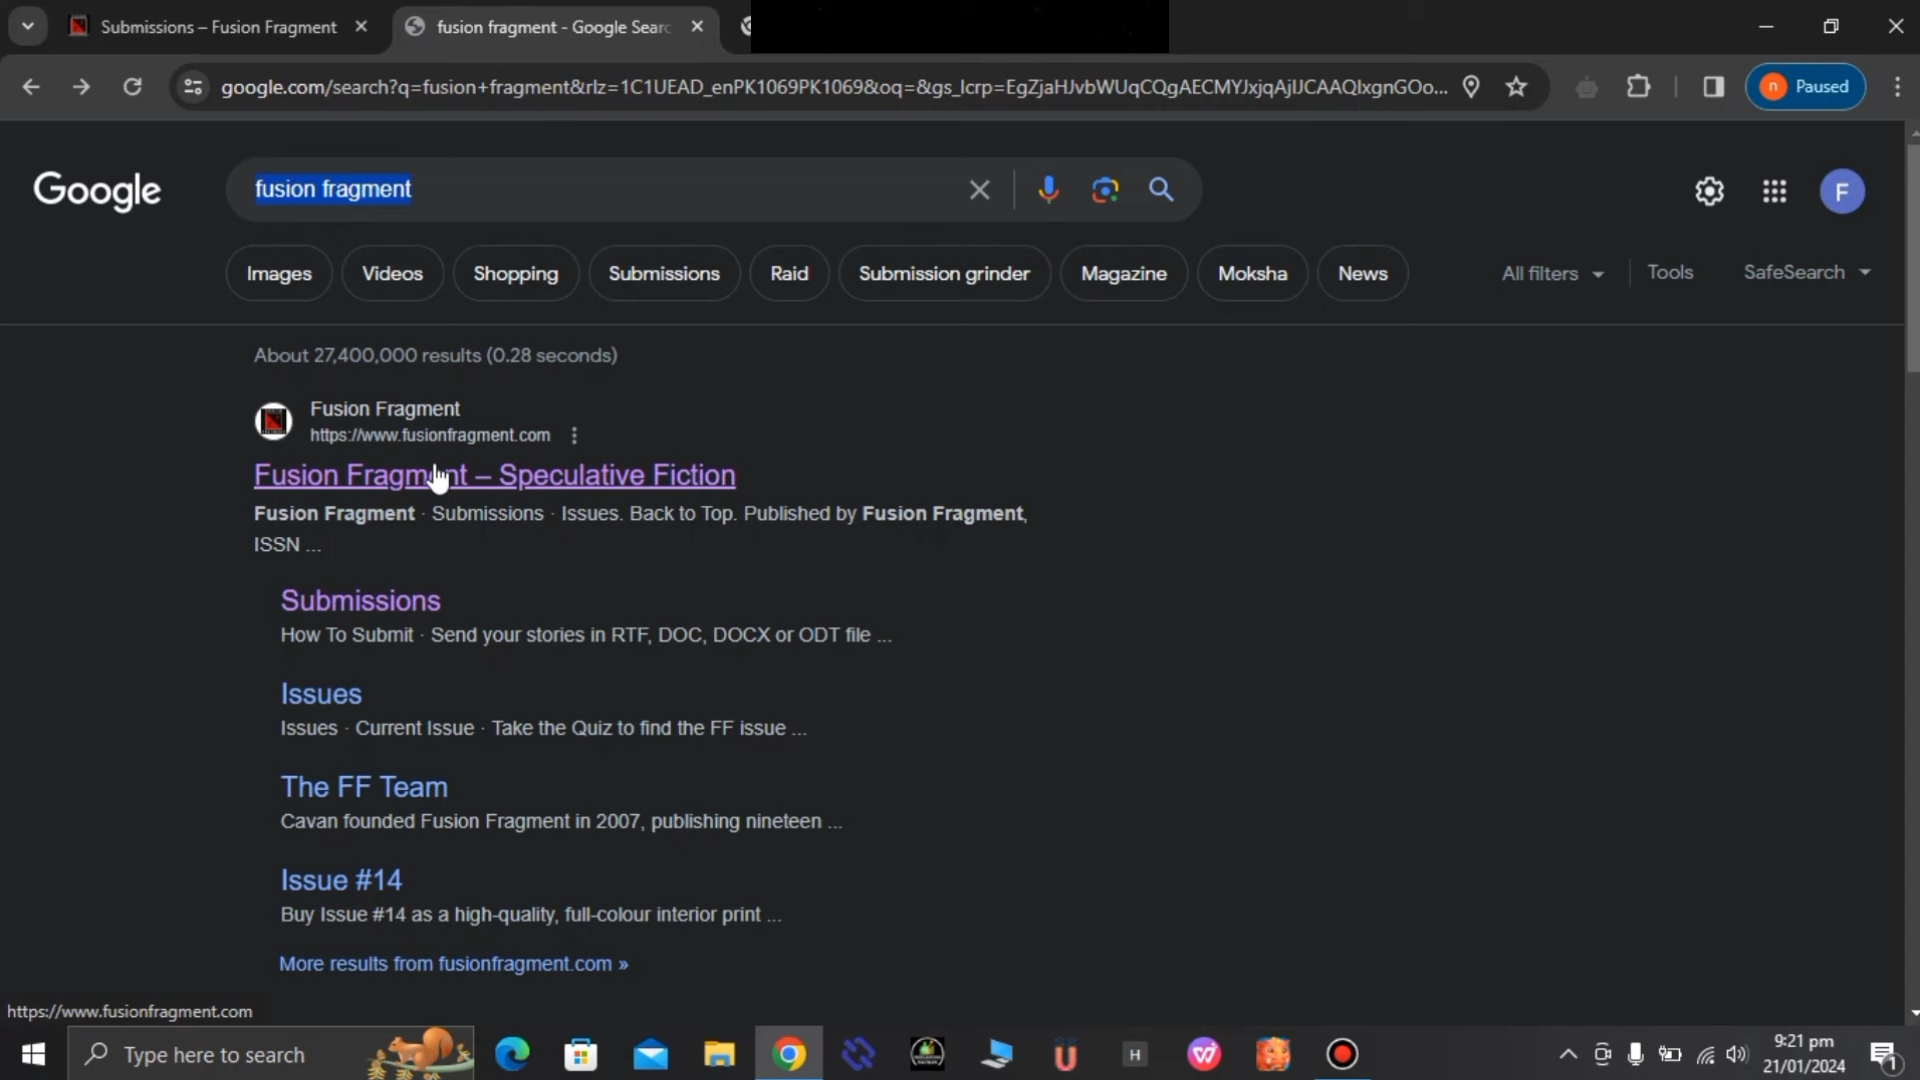 Submissions – Fusion Fragment
fusion fragment - Google Searc
google.com/search?q=fusion+fragment&rlz=1C1UEAD_enPK1069PK1069&oq=&gs_lcrp=EgZjaHJvbWUqCQgAECMYJxjqAjIJCAAQIxgnGOo...
Paused
Google
fusion fragment
F
Images
Videos
Shopping
Submissions
Raid
Submission grinder
Magazine
Moksha
News
All filters
Tools
SafeSearch
About 27,400,000 results (0.28 seconds)
Fusion Fragment
https://www.fusionfragment.com
Fusion Fragment – Speculative Fiction
Fusion Fragment · Submissions · Issues. Back to Top. Published by Fusion Fragment,
ISSN ...
Submissions
How To Submit · Send your stories in RTF, DOC, DOCX or ODT file ...
Issues
Issues · Current Issue · Take the Quiz to find the FF issue ...
The FF Team
Cavan founded Fusion Fragment in 2007, publishing nineteen ...
Issue #14
Buy Issue #14 as a high-quality, full-colour interior print ...
More results from fusionfragment.com »
https://www.fusionfragment.com
Type here to search
H
9:21 pm
21/01/2024
1